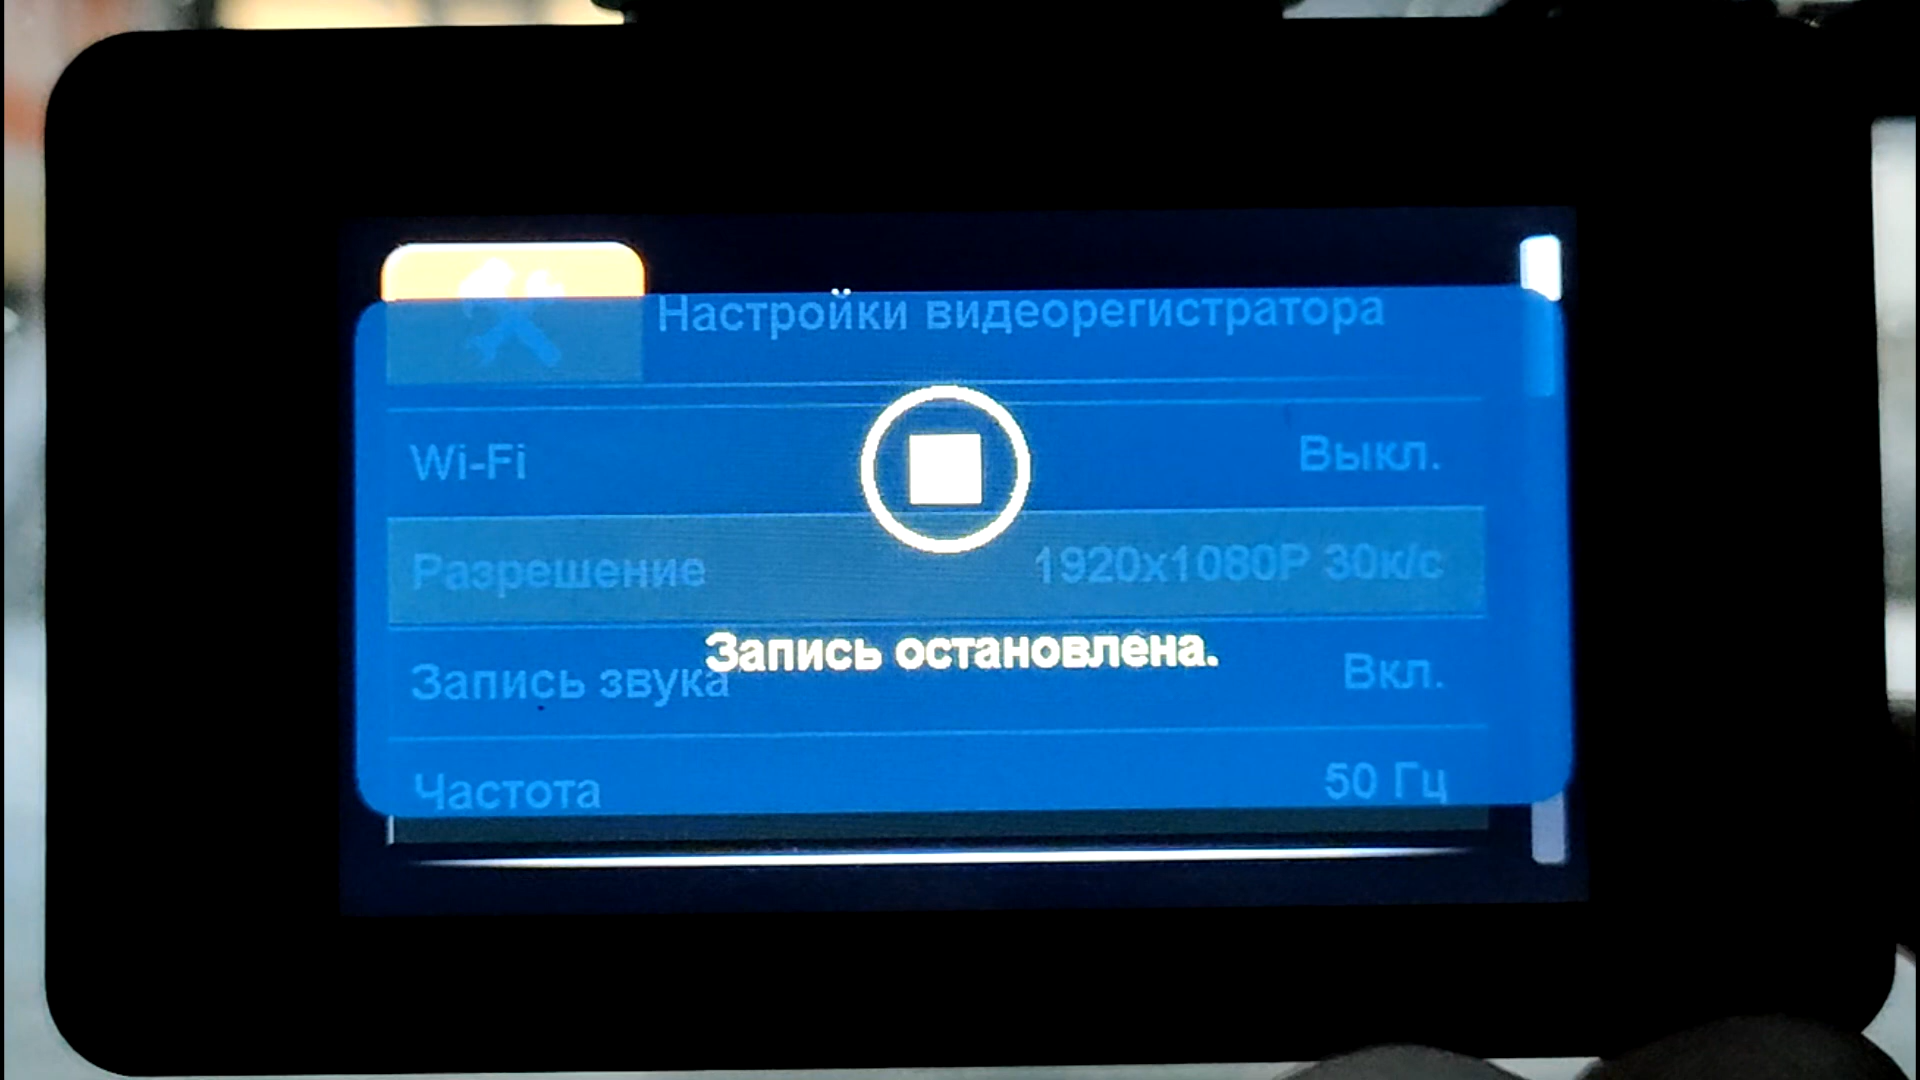 Настройки видеорегистратора
Wi-Fi Выкл.
Разрешение 1920x1080P 30к/с
Запись остановлена.
Запись звука Вкл.
Частота 50 Гц